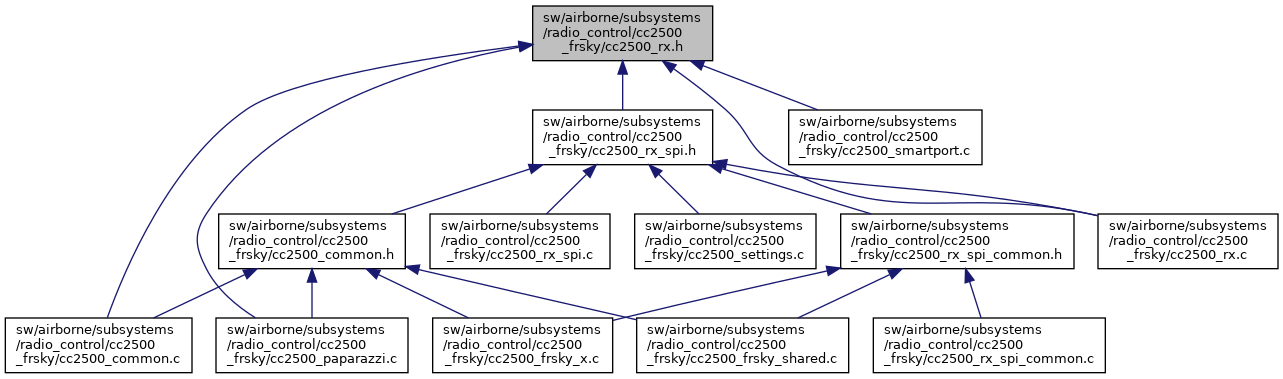 sw/airborne/subsystems
/radio_control/cc2500
_frsky/cc2500_rx.h
sw/airborne/subsystems
/radio_control/cc2500
_frsky/cc2500_rx_spi.h
sw/airborne/subsystems
/radio_control/cc2500
_frsky/cc2500_smartport.c
sw/airborne/subsystems
/radio_control/cc2500
_frsky/cc2500_common.h
sw/airborne/subsystems
/radio_control/cc2500
_frsky/cc2500_rx_spi.c
sw/airborne/subsystems
/radio_control/cc2500
_frsky/cc2500_settings.c
sw/airborne/subsystems
/radio_control/cc2500
_frsky/cc2500_rx_spi_common.h
sw/airborne/subsystems
/radio_control/cc2500
_frsky/cc2500_rx.c
sw/airborne/subsystems
/radio_control/cc2500
_frsky/cc2500_common.c
sw/airborne/subsystems
/radio_control/cc2500
_frsky/cc2500_paparazzi.c
sw/airborne/subsystems
/radio_control/cc2500
_frsky/cc2500_frsky_x.c
sw/airborne/subsystems
/radio_control/cc2500
_frsky/cc2500_frsky_shared.c
sw/airborne/subsystems
/radio_control/cc2500
_frsky/cc2500_rx_spi_common.c